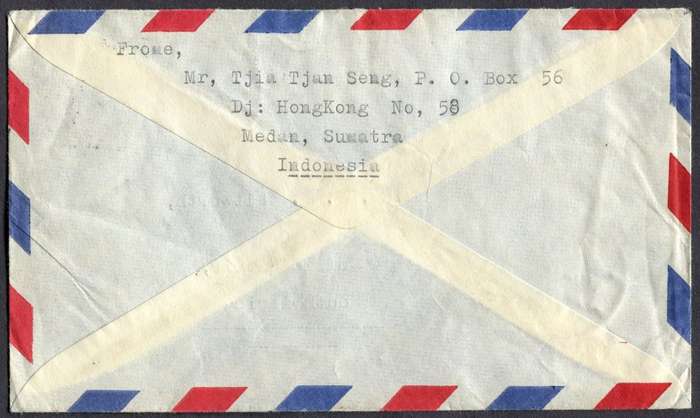 Frome,
Mr, Tjia Tjan Seng, P. O. Box 56
Dj: HongKong No, 58
Medan, Sumatra
Indonesia